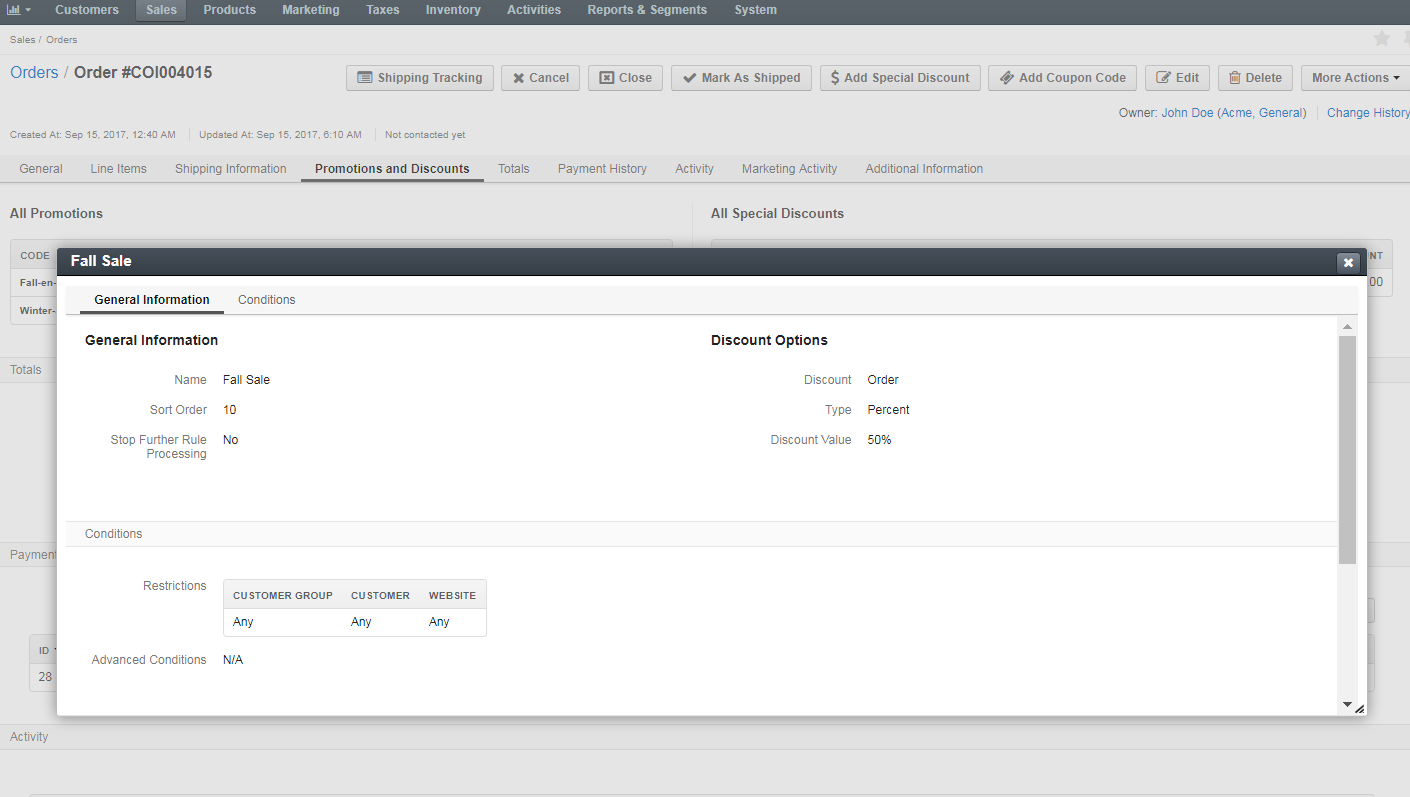 Customers Sales Products Marketing Taxes Inventory Activities Reports & Segments System
Sales / Orders
Orders / Order #COI004015
Shipping Tracking Cancel Close Mark As Shipped $ Add Special Discount Add Coupon Code Edit Delete More Actions
Owner: John Doe (Acme, General) Change History
Created At: Sep 15, 2017, 12:40 AM Updated At: Sep 15, 2017, 6:10 AM Not contacted yet
General Line Items Shipping Information Promotions and Discounts Totals Payment History Activity Marketing Activity Additional Information
All Promotions All Special Discounts
CODE NT
Fall-en- 00
Winter-
Fall Sale
General Information Conditions
General Information Discount Options
Name Fall Sale Discount Order
Sort Order 10 Type Percent
Stop Further Rule Processing No Discount Value 50%
Totals
Conditions
Payment
Restrictions
CUSTOMER GROUP CUSTOMER WEBSITE
Any Any Any
ID
Advanced Conditions N/A
28
Activity